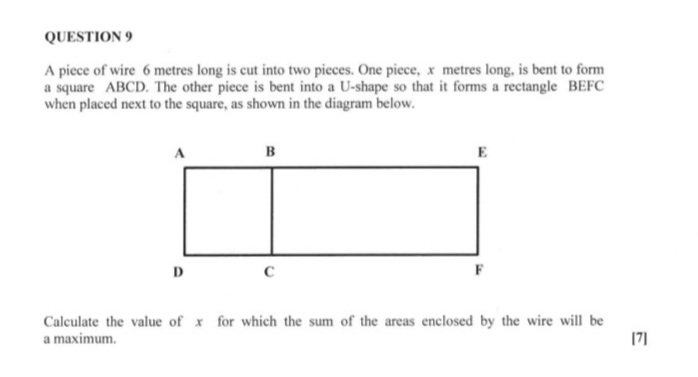 QUESTION 9
A piece of wire 6 metres long is cut into two pieces. One piece, x metres long, is bent to form
a square ABCD. The other piece is bent into a U-shape so that it forms a rectangle BEFC
when placed next to the square, as shown in the diagram below.
A B E
D C F
Calculate the value of x for which the sum of the areas enclosed by the wire will be
a maximum. [7]